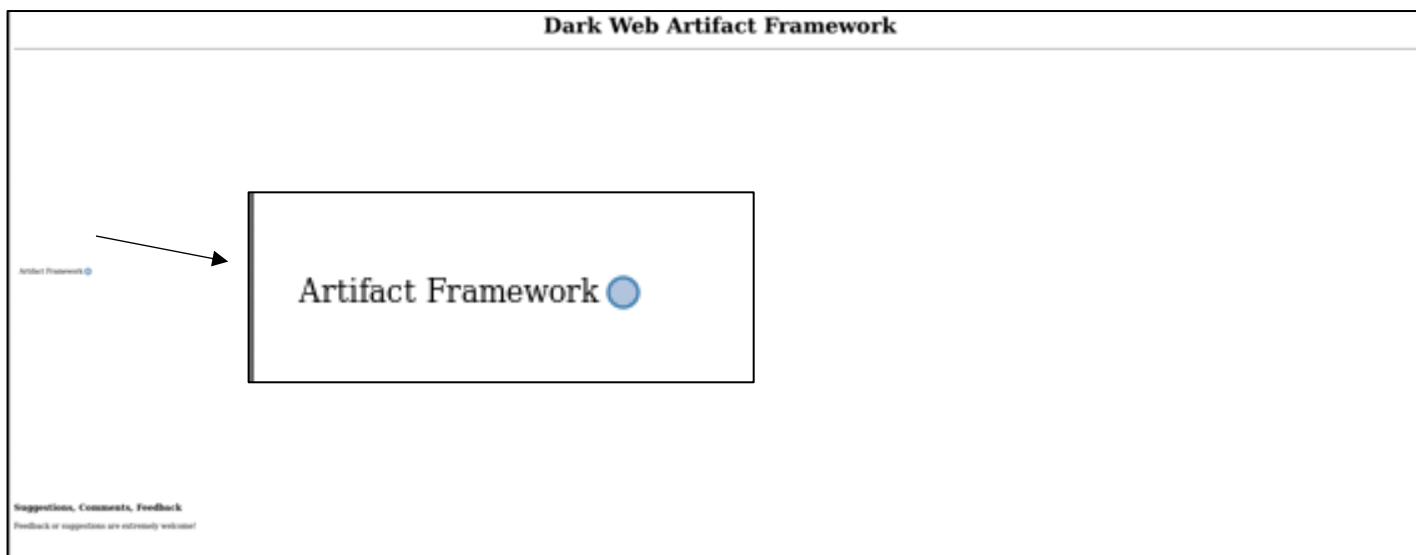 Dark Web Artifact Framework
Artifact Framework
Artifact Framework
Suggestions, Comments, Feedback
Feedback or suggestions are extremely welcome!